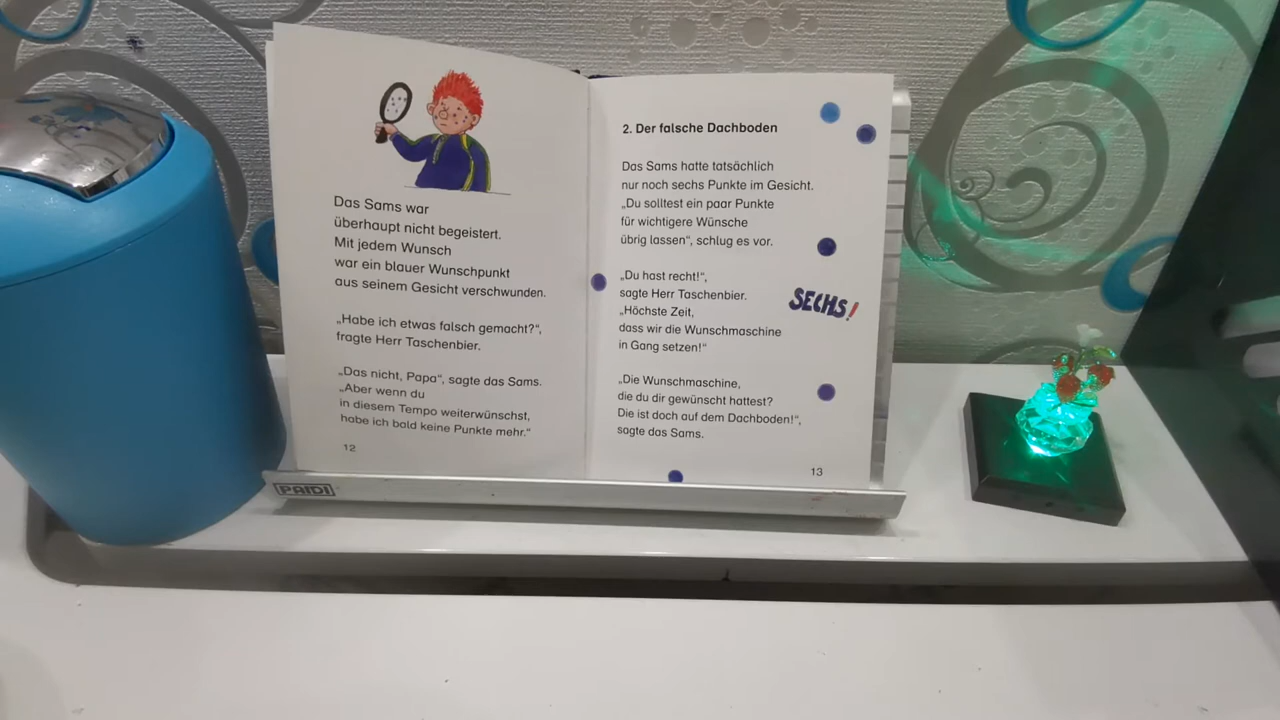 Das Sams war
überhaupt nicht begeistert.
Mit jedem Wunsch
war ein blauer Wunschpunkt
aus seinem Gesicht verschwunden.
„Habe ich etwas falsch gemacht?“,
fragte Herr Taschenbier.
„Das nicht, Papa“, sagte das Sams.
„Aber wenn du
in diesem Tempo weiterwünschst,
habe ich bald keine Punkte mehr.“
12
2. Der falsche Dachboden
Das Sams hatte tatsächlich
nur noch sechs Punkte im Gesicht.
„Du solltest ein paar Punkte
für wichtigere Wünsche
übrig lassen“, schlug es vor.
„Du hast recht!“,
sagte Herr Taschenbier.
„Höchste Zeit,
dass wir die Wunschmaschine
in Gang setzen!“
SECHS!
„Die Wunschmaschine,
die du dir gewünscht hattest?
Die ist doch auf dem Dachboden!“,
sagte das Sams.
13
PAIDI